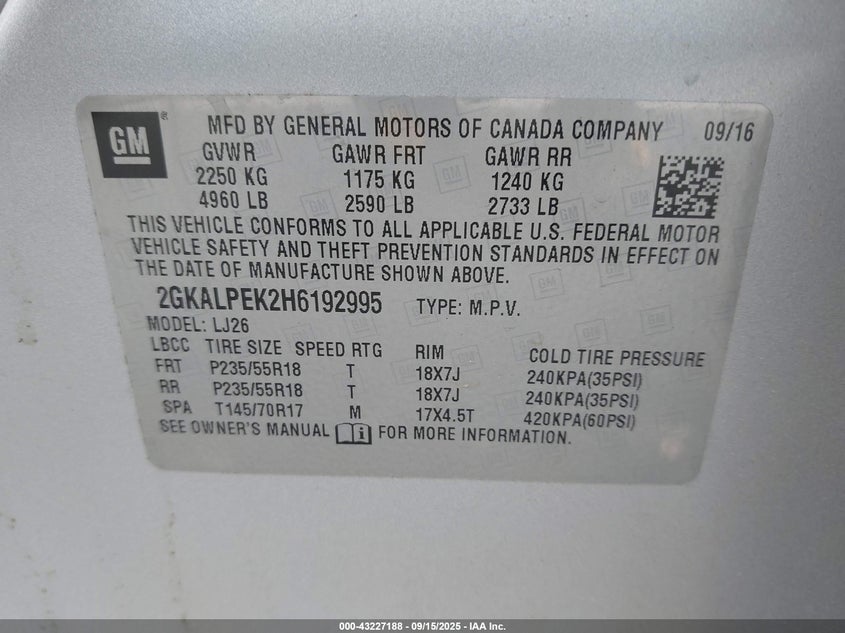 GM ® MFD BY GENERAL MOTORS OF CANADA COMPANY 09/16
GVWR GAWR FRT GAWR RR
2250 KG 1175 KG 1240 KG
4960 LB 2590 LB 2733 LB
THIS VEHICLE CONFORMS TO ALL APPLICABLE U.S. FEDERAL MOTOR
VEHICLE SAFETY AND THEFT PREVENTION STANDARDS IN EFFECT ON
THE DATE OF MANUFACTURE SHOWN ABOVE.
2GKALPEK2H6192995 TYPE: M.P.V.
MODEL: LJ26
LBCC TIRE SIZE SPEED RTG RIM COLD TIRE PRESSURE
FRT P235/55R18 T 18X7J 240KPA(35PSI)
RR P235/55R18 T 18X7J 240KPA(35PSI)
SPA T145/70R17 M 17X4.5T 420KPA(60PSI)
SEE OWNER'S MANUAL FOR MORE INFORMATION.
000-43227188 - 09/15/2025 - IAA Inc.